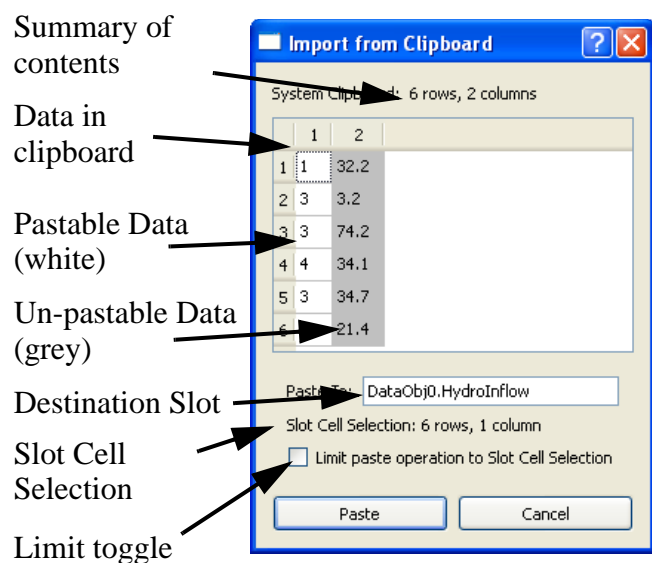 Summary of
contents
Data in
clipboard
Pastable Data
(white)
Un-pastable Data
(grey)
Destination Slot
Slot Cell
Selection
Limit toggle
Import from Clipboard
System Clipboard: 6 rows, 2 columns
1 2
1 1 32.2
2 3 3.2
3 3 74.2
4 4 34.1
5 3 34.7
6 21.4
Paste To: DataObj0.HydroInflow
Slot Cell Selection: 6 rows, 1 column
Limit paste operation to Slot Cell Selection
Paste Cancel